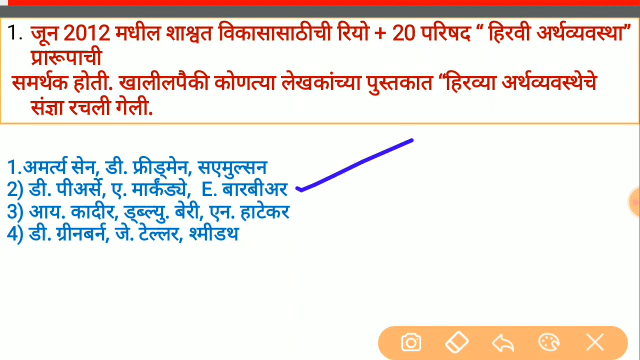 1. जून 2012 मधील शाश्वत विकासासाठीची रियो + 20 परिषद “ हिरवी अर्थव्यवस्था”
प्रारूपाची
समर्थक होती. खालीलपैकी कोणत्या लेखकांच्या पुस्तकात “हिरव्या अर्थव्यवस्थेचे
संज्ञा रचली गेली.
1.अमर्त्य सेन, डी. फ्रीड्मेन, सएमुल्सन
2) डी. पीअर्से, ए. मार्कंड्ये, E. बारबीअर
3) आय. कादीर, ड्ब्ल्यु. बेरी, एन. हाटेकर
4) डी. ग्रीनबर्न, जे. टेल्लर, श्मीडथ